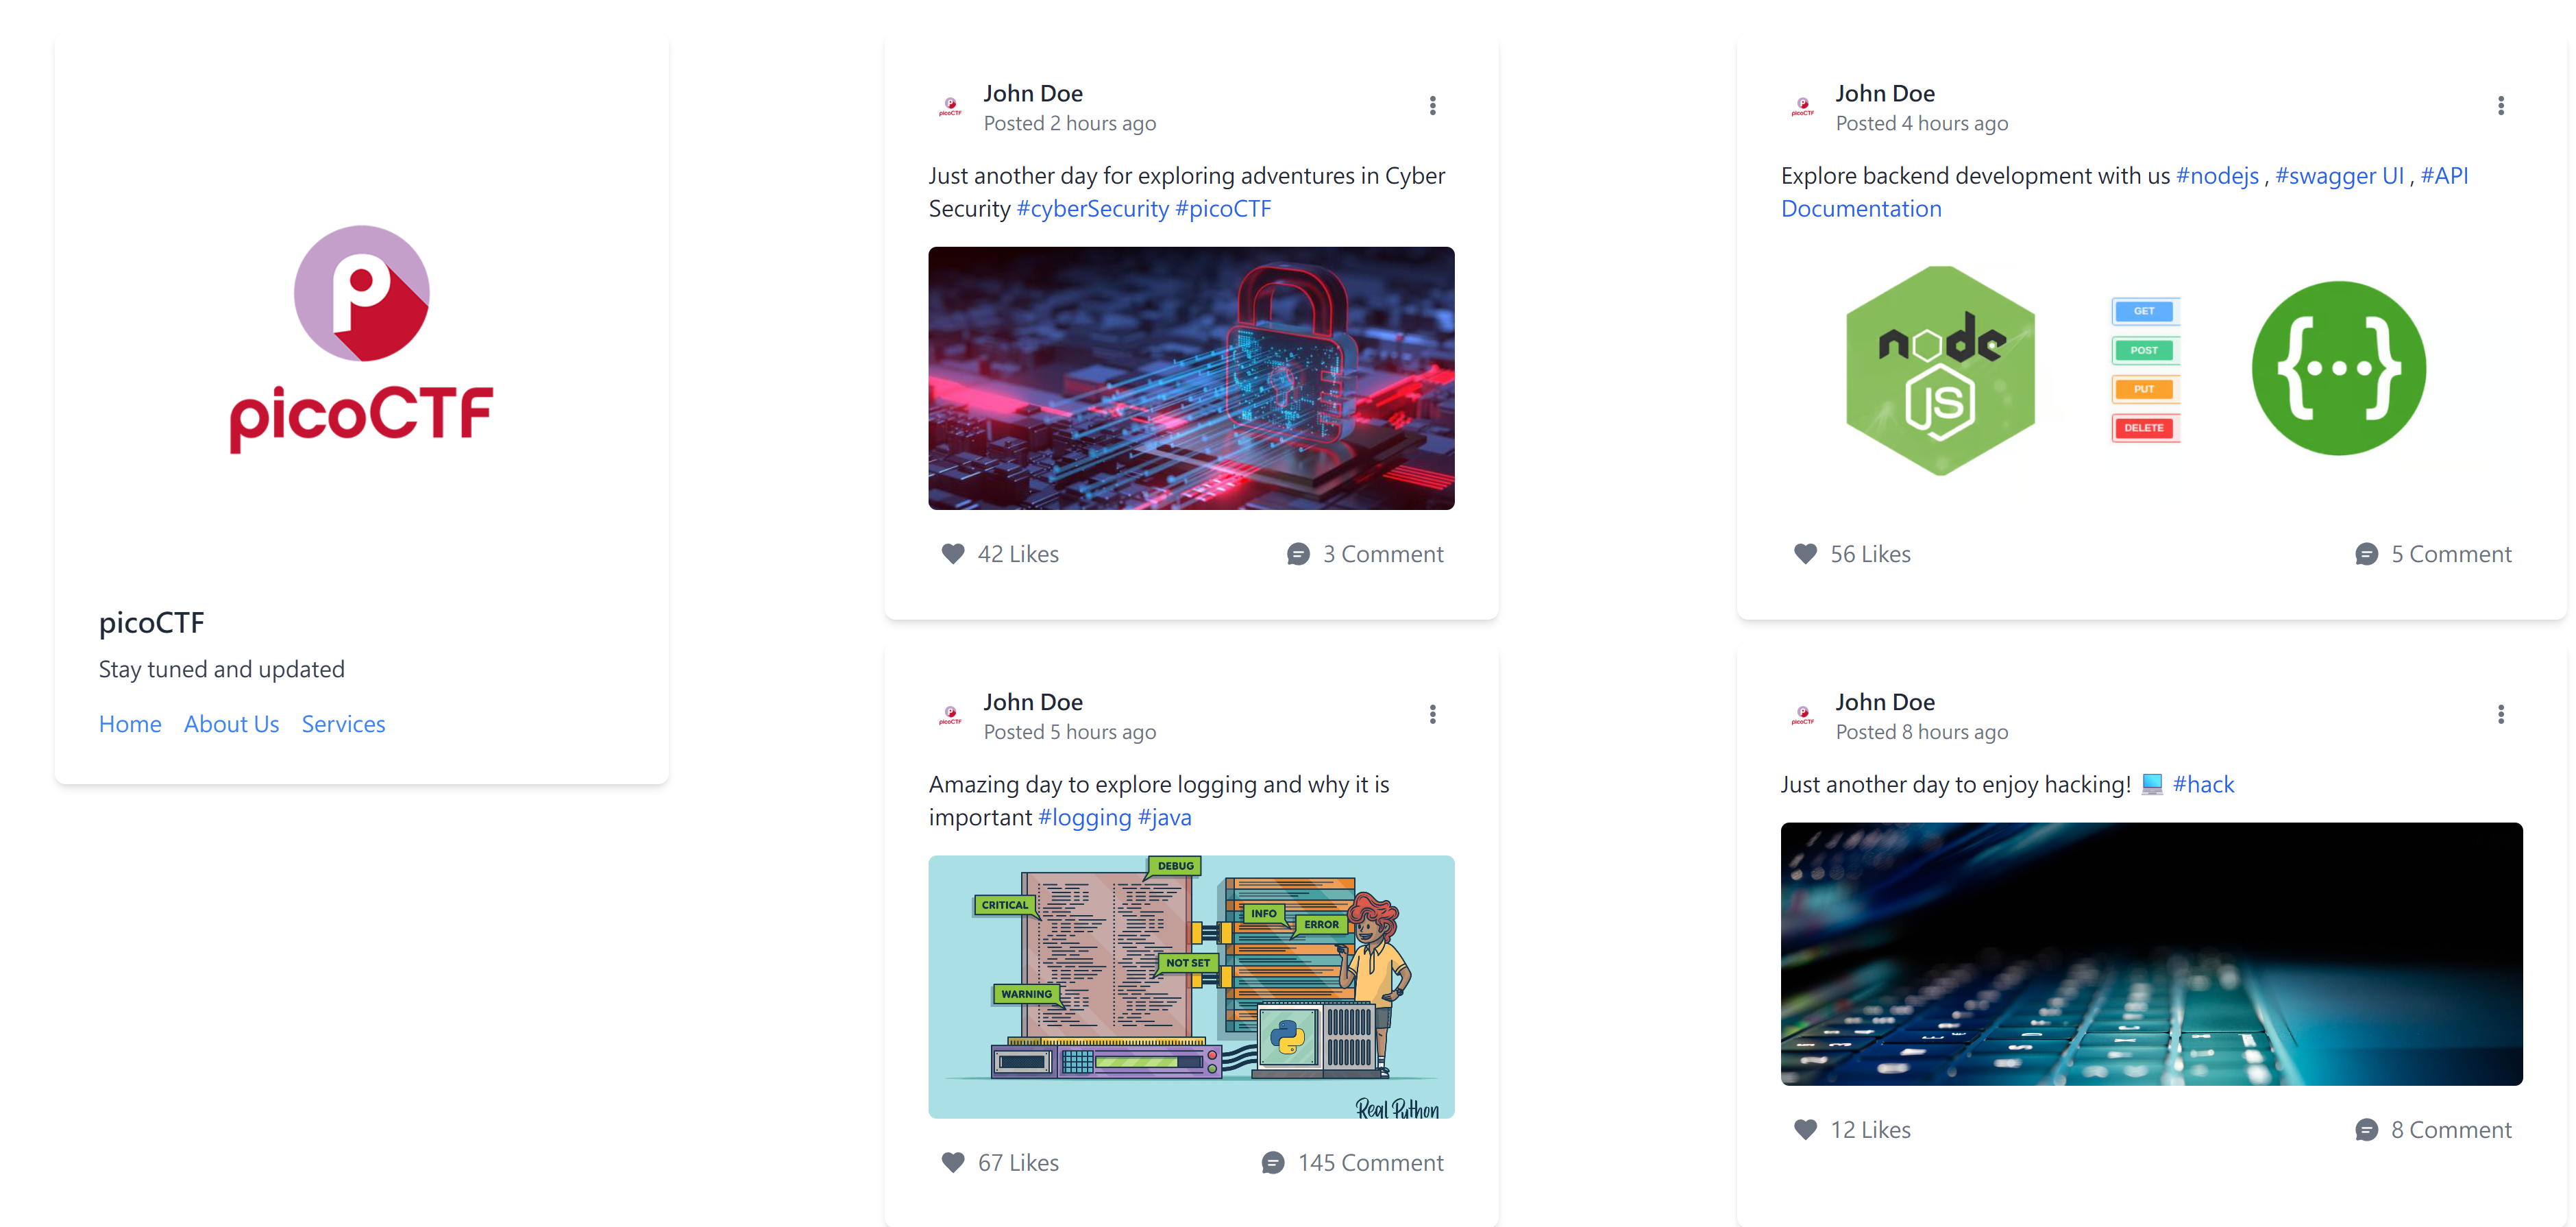 picoCTF
picoCTF
Stay tuned and updated
Home About Us Services
picoCTF
John Doe
Posted 2 hours ago
Just another day for exploring adventures in Cyber
Security #cyberSecurity #picoCTF
42 Likes
3 Comment
picoCTF
John Doe
Posted 4 hours ago
Explore backend development with us #nodejs , #swagger UI , #API
Documentation
node
JS
GET
POST
PUT
DELETE
{...}
56 Likes
5 Comment
picoCTF
John Doe
Posted 5 hours ago
Amazing day to explore logging and why it is
important #logging #java
DEBUG
CRITICAL
INFO
ERROR
NOT SET
WARNING
Real Python
67 Likes
145 Comment
picoCTF
John Doe
Posted 8 hours ago
Just another day to enjoy hacking! 💻 #hack
12 Likes
8 Comment